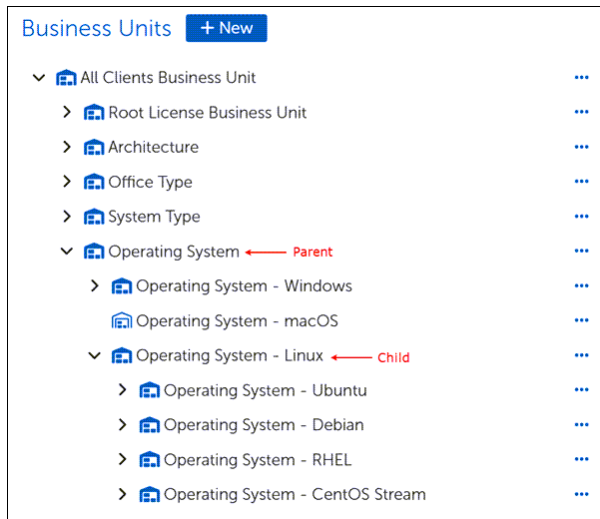 Business Units + New
All Clients Business Unit
Root License Business Unit
Architecture
Office Type
System Type
Operating System Parent
Operating System - Windows
Operating System - macOS
Operating System - Linux Child
Operating System - Ubuntu
Operating System - Debian
Operating System - RHEL
Operating System - CentOS Stream